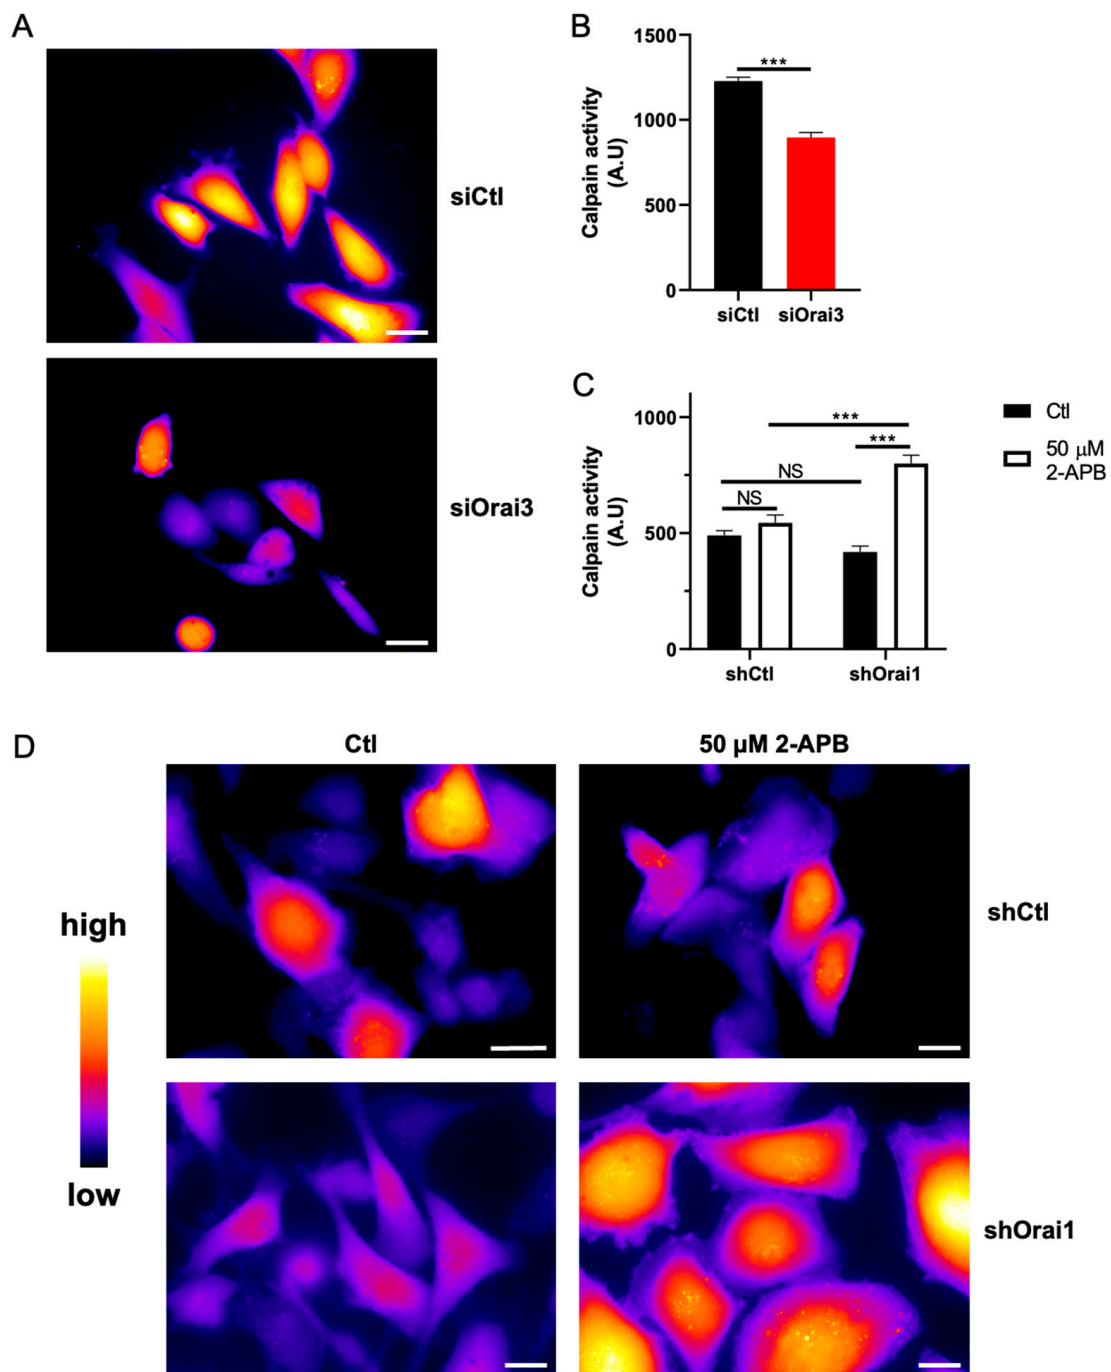 A
siCtl
siOrai3
B
1500
1000
500
0
Calpain activity
(A.U)
***
siCtl
siOrai3
C
1000
500
0
Calpain activity
(A.U)
***
***
NS
NS
shCtl
shOrai1
Ctl
50 μM
2-APB
D
Ctl
50 μM 2-APB
high
low
shCtl
shOrai1